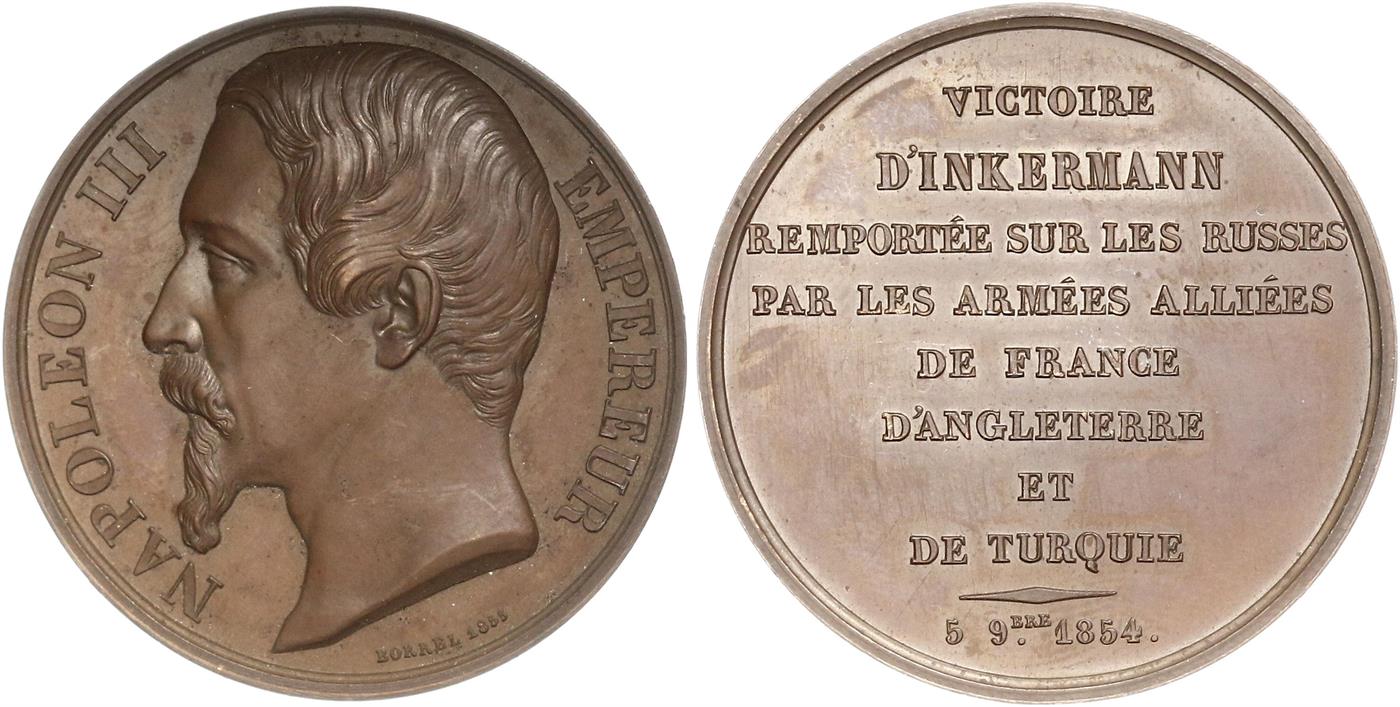 NAPOLEON III
EMPEREUR
BORREL 1855
VICTOIRE
D'INKERMANN
REMPORTÉE SUR LES RUSSES
PAR LES ARMÉES ALLIÉES
DE FRANCE
D'ANGLETERRE
ET
DE TURQUIE
5 9.BRE 1854.